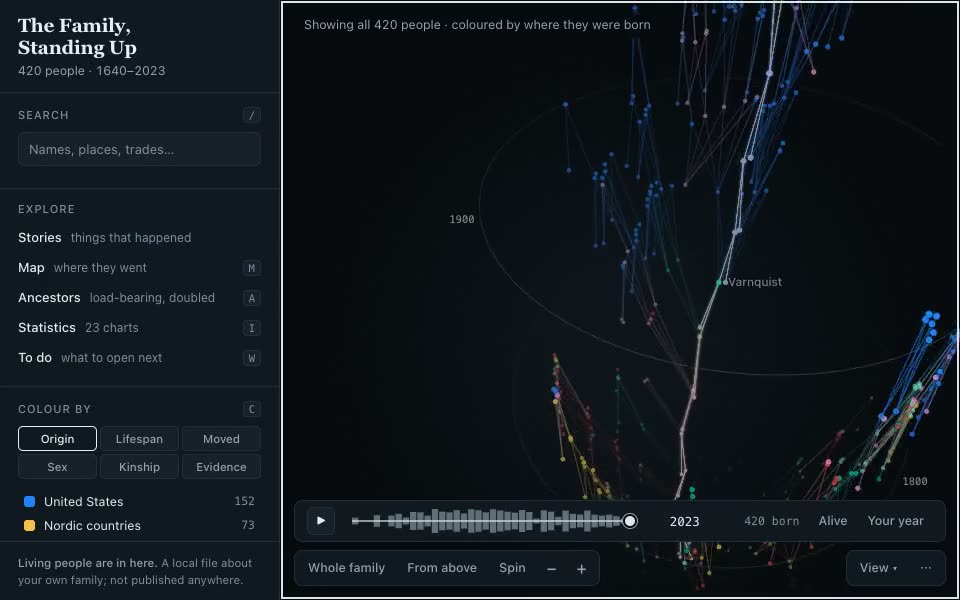 The Family,
Standing Up
420 people · 1640–2023
SEARCH /
Names, places, trades...
EXPLORE
Stories things that happened
Map where they went M
Ancestors load-bearing, doubled A
Statistics 23 charts I
To do what to open next W
COLOUR BY C
Origin Lifespan Moved
Sex Kinship Evidence
United States 152
Nordic countries 73
Living people are in here. A local file about
your own family; not published anywhere.
Showing all 420 people · coloured by where they were born
1900
Varnquist
1800
2023 420 born Alive Your year
Whole family From above Spin − +
View ▾ ···